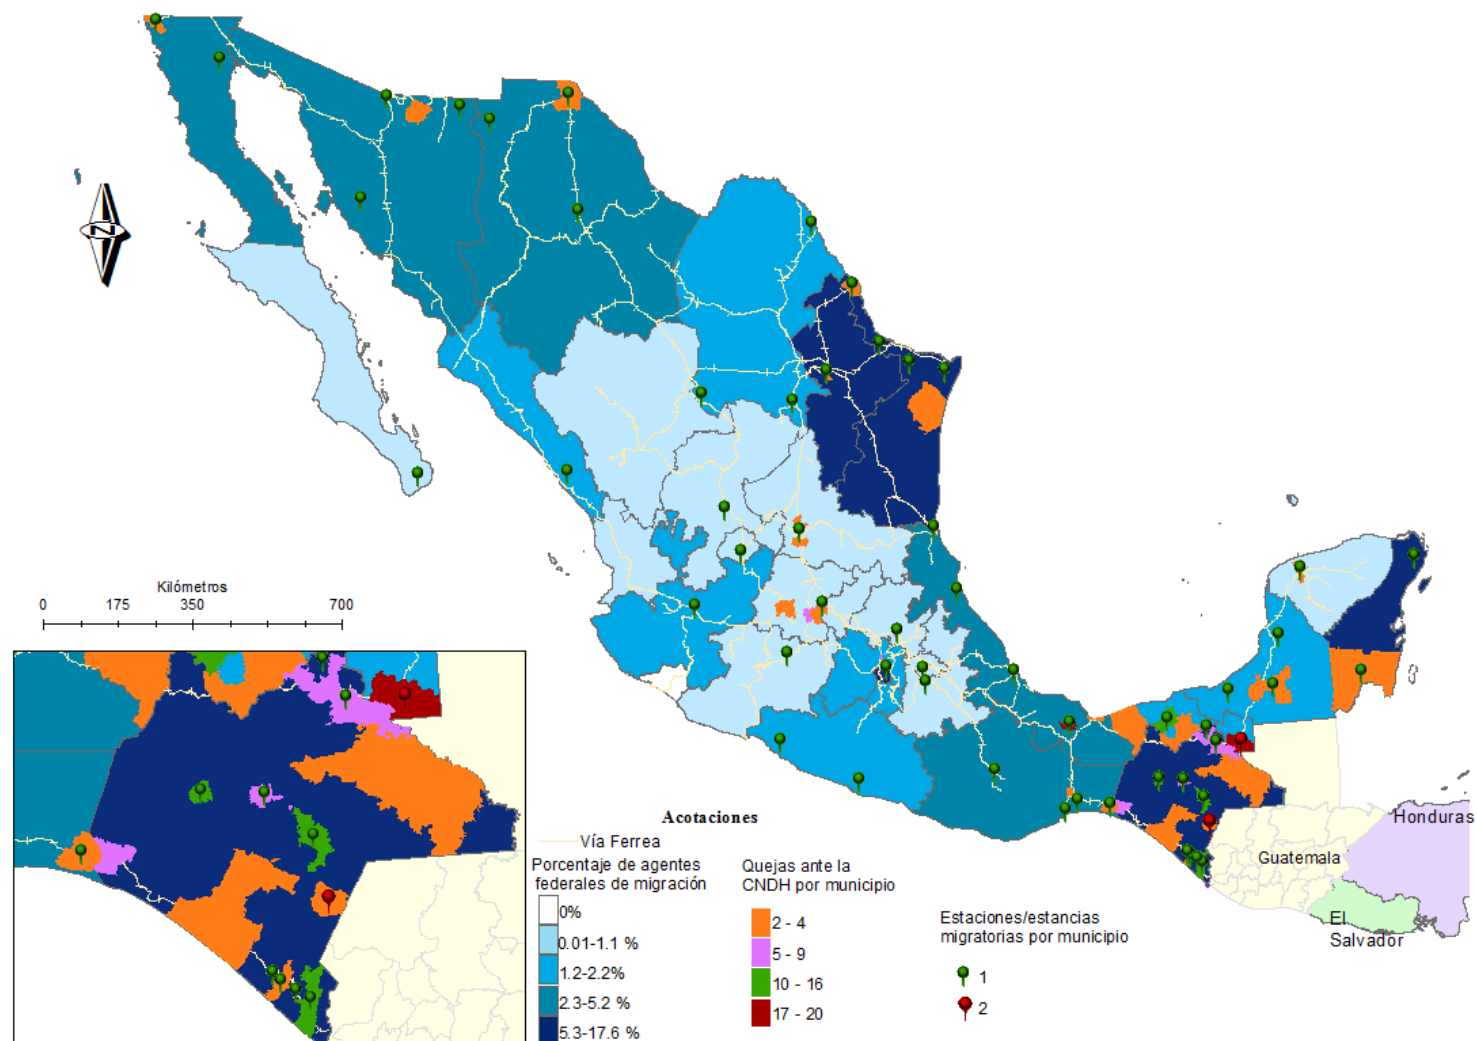 N
Kilómetros
0 175 350 700
Honduras
Guatemala
El
Salvador
Acotaciones
Vía Ferrea
Porcentaje de agentes
federales de migración
0%
0.01-1.1 %
1.2-2.2%
2.3-5.2 %
5.3-17.6 %
Quejas ante la
CNDH por municipio
2 - 4
5 - 9
10 - 16
17 - 20
Estaciones/estancias
migratorias por municipio
1
2